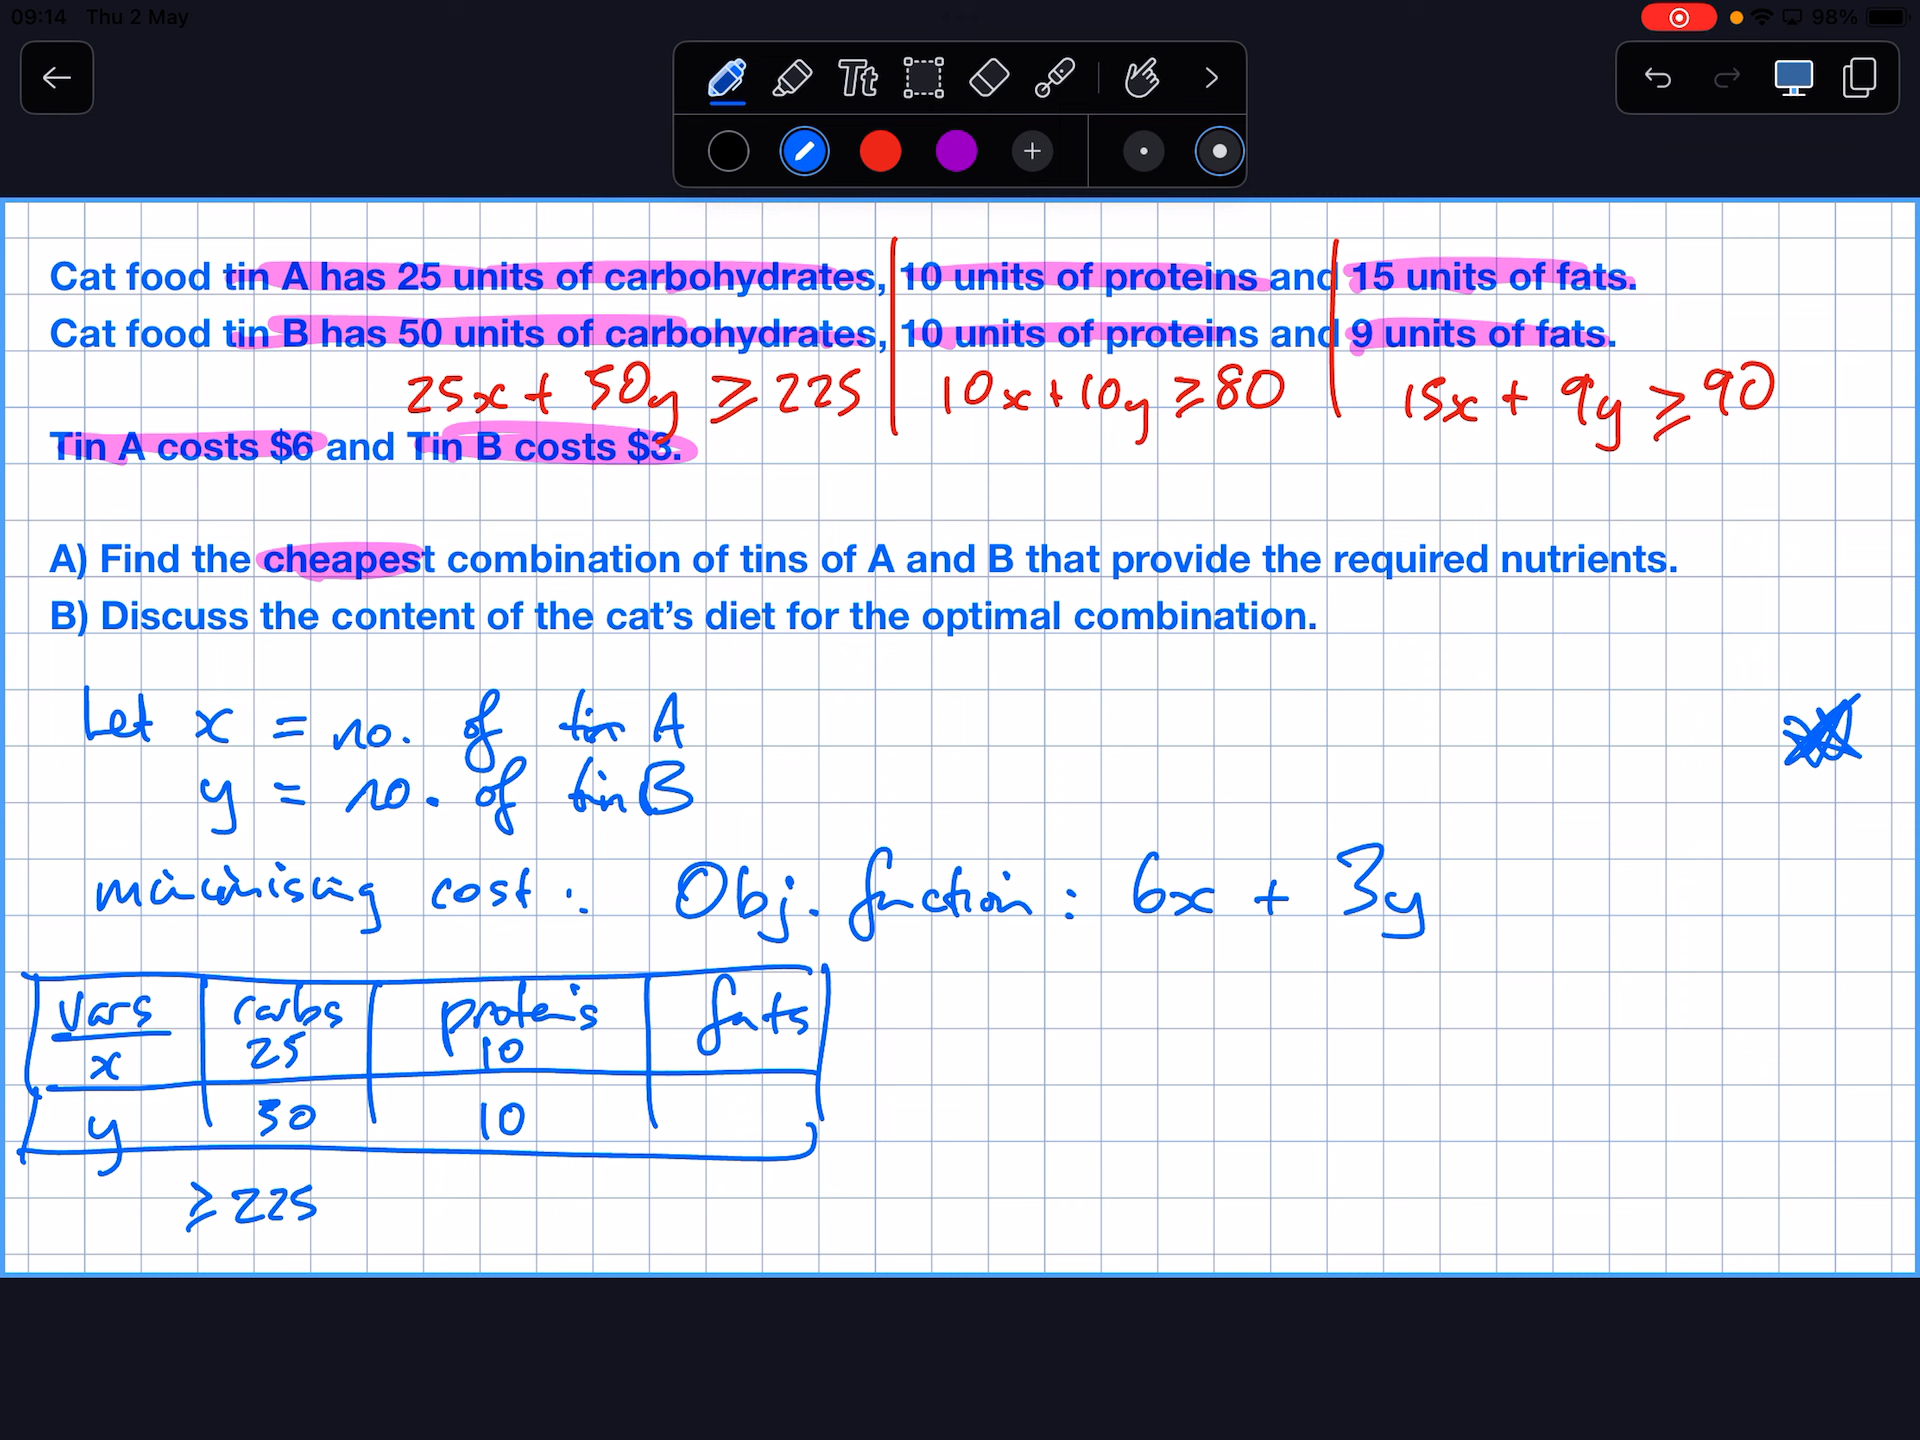 09:14 Thu 2 May
98%
Tt
Cat food tin A has 25 units of carbohydrates, 10 units of proteins and 15 units of fats.
Cat food tin B has 50 units of carbohydrates, 10 units of proteins and 9 units of fats.
25x + 50y ≥ 225 10x + 10y ≥ 80 15x + 9y ≥ 90
Tin A costs $6 and Tin B costs $3.
A) Find the cheapest combination of tins of A and B that provide the required nutrients.
B) Discuss the content of the cat's diet for the optimal combination.
Let x = no. of tin A
y = no. of tin B
minimising cost ∴ Obj. function: 6x + 3y
Vars carbs proteins fats
x 25 10
y 50 10
≥ 225